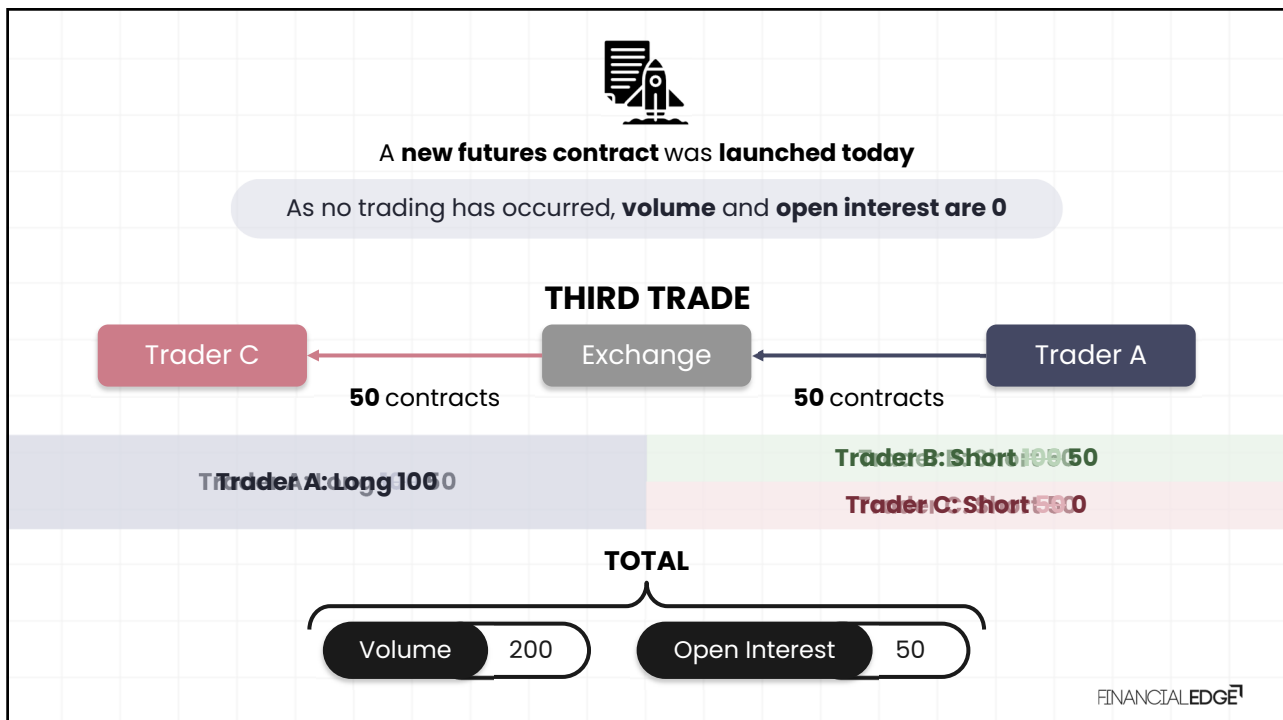 A new futures contract was launched today
As no trading has occurred, volume and open interest are 0
THIRD TRADE
Trader C
Exchange
Trader A
50 contracts
50 contracts
Trader A: Long 100
Trader B: Short 50
Trader C: Short 0
TOTAL
Volume 200
Open Interest 50
FINANCIALEDGE